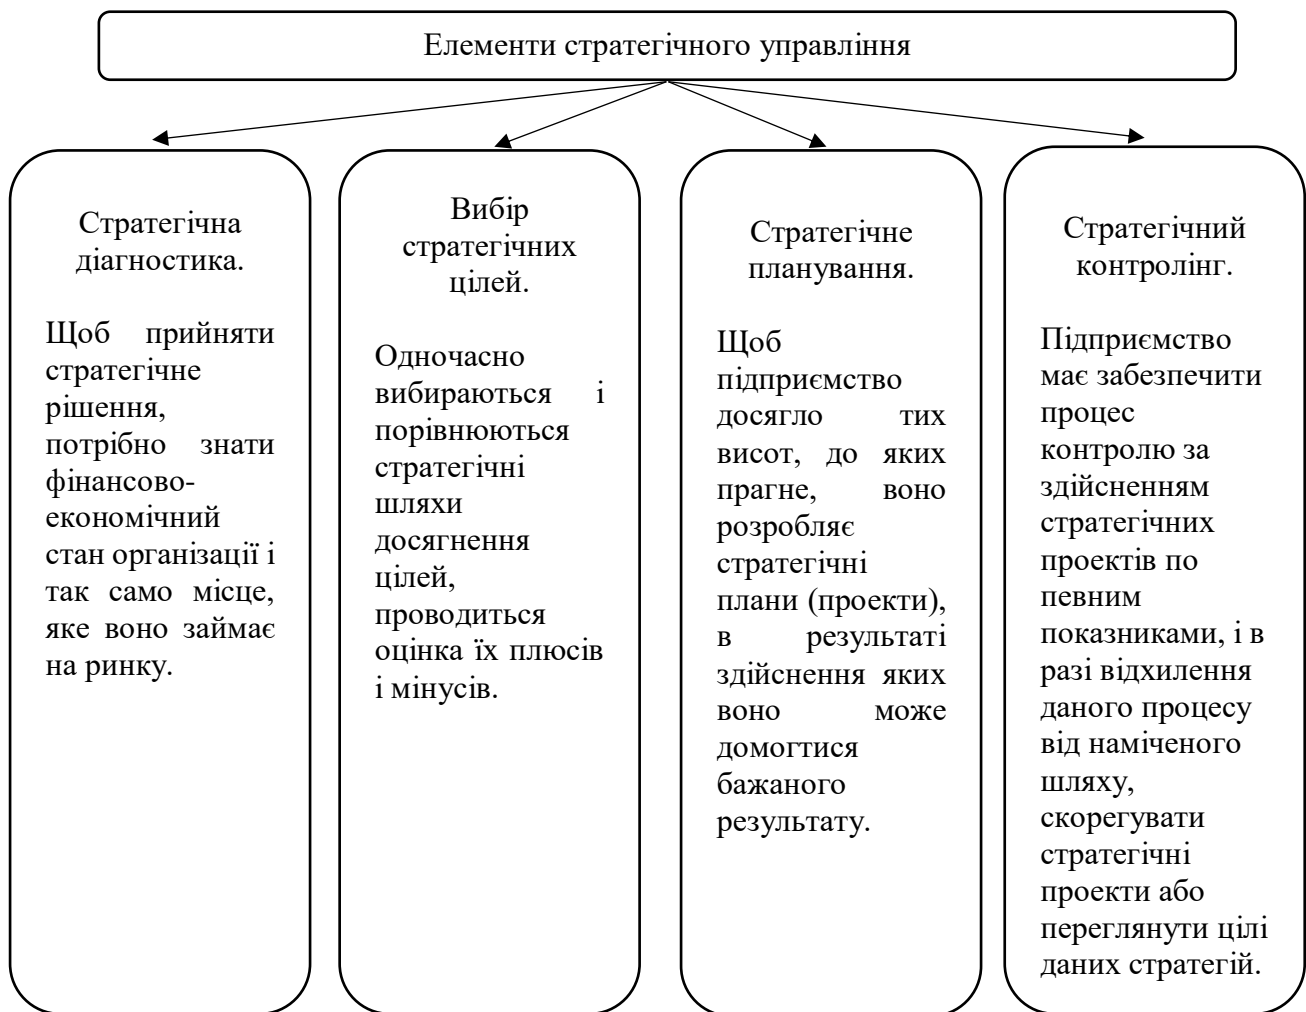 Елементи стратегічного управління
Стратегічна
діагностика.
Щоб прийняти
стратегічне
рішення,
потрібно знати
фінансово-
економічний
стан організації і
так само місце,
яке воно займає
на ринку.
Вибір
стратегічних
цілей.
Одночасно
вибираються і
порівнюються
стратегічні
шляхи
досягнення
цілей,
проводиться
оцінка їх плюсів
і мінусів.
Стратегічне
планування.
Щоб
підприємство
досягло тих
висот, до яких
прагне, воно
розробляє
стратегічні
плани (проекти),
в результаті
здійснення яких
воно може
домогтися
бажаного
результату.
Стратегічний
контролінг.
Підприємство
має забезпечити
процес
контролю за
здійсненням
стратегічних
проектів по
певним
показниками, і в
разі відхилення
даного процесу
від наміченого
шляху,
скорегувати
стратегічні
проекти або
переглянути цілі
даних стратегій.